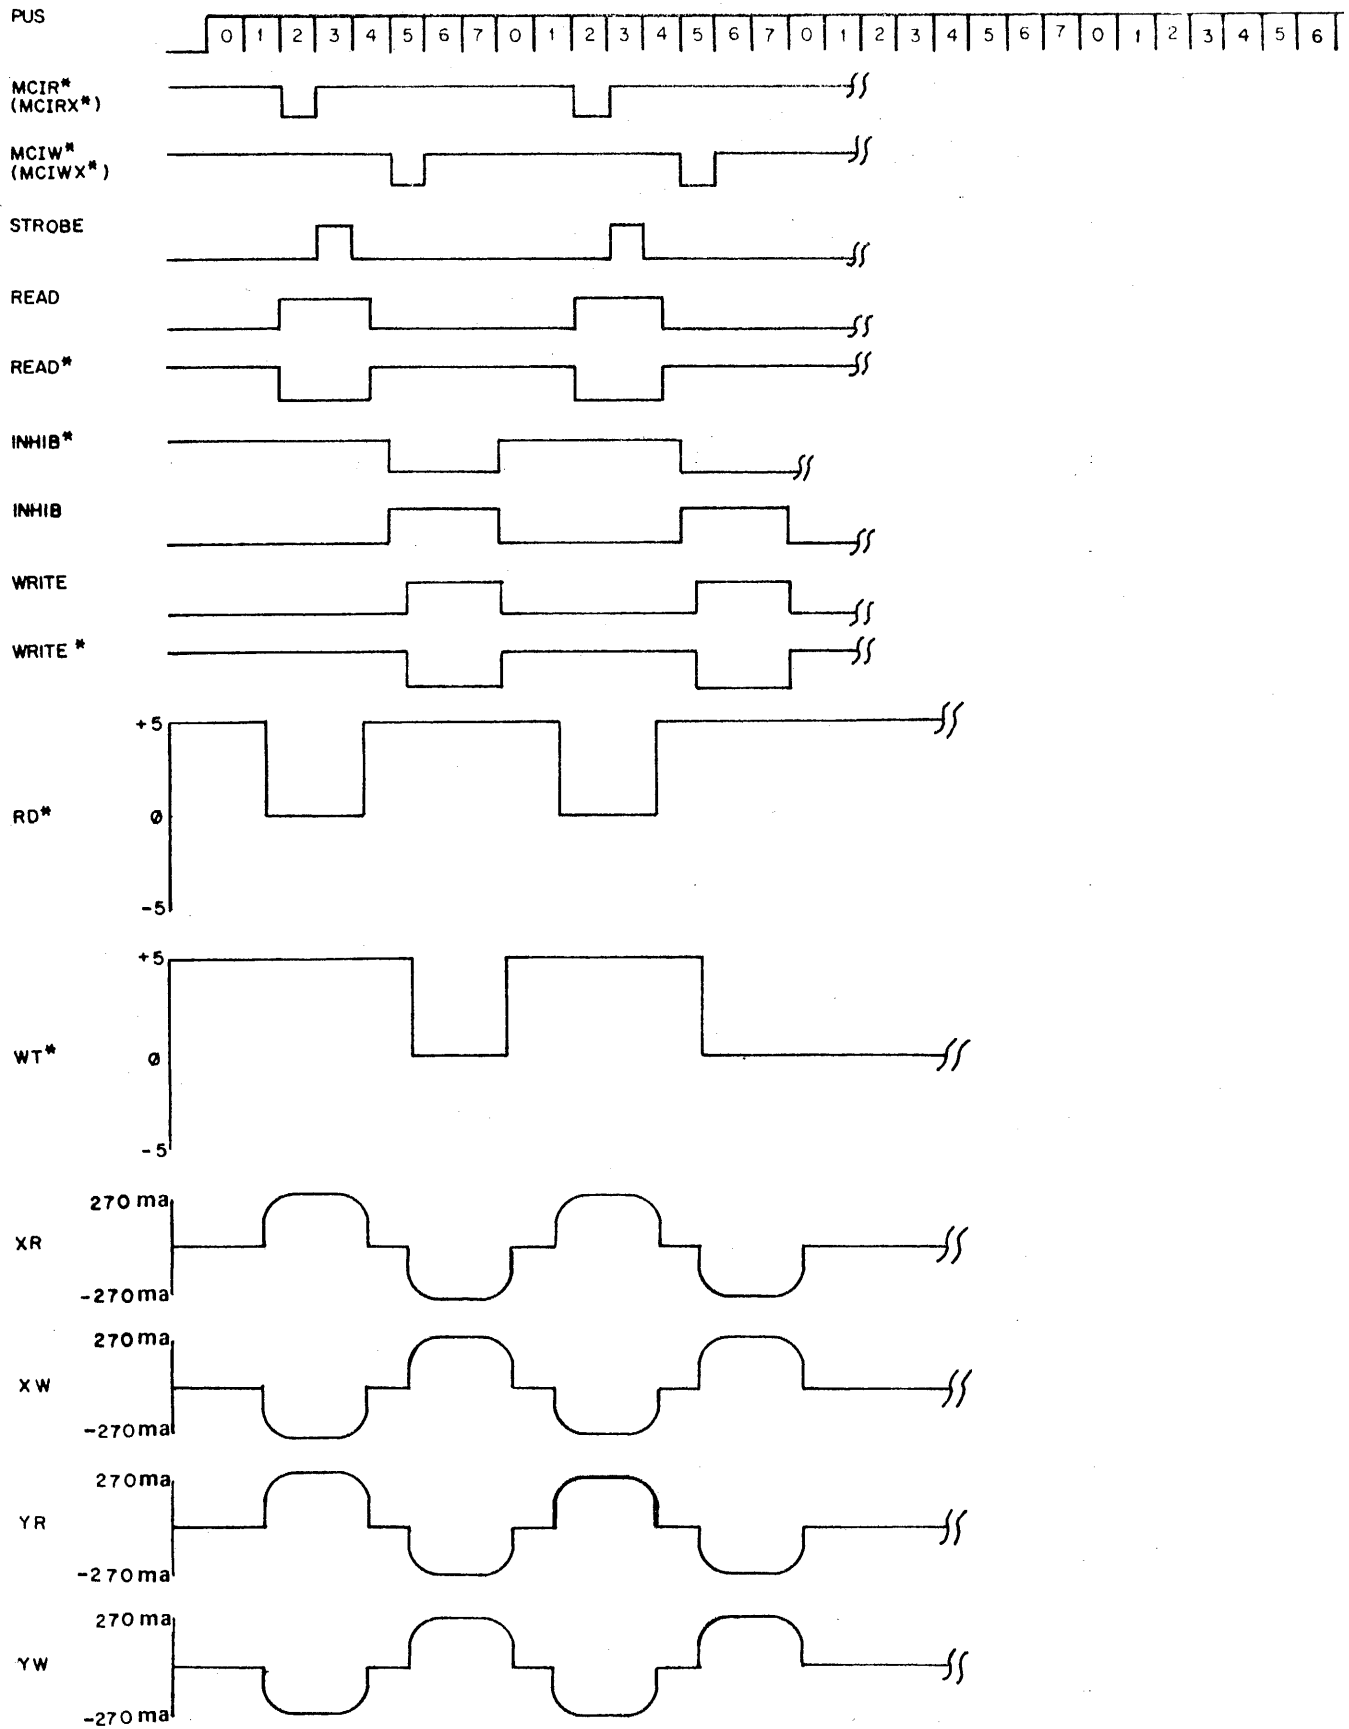 PUS 0 1 2 3 4 5 6 7 0 1 2 3 4 5 6 7 0 1 2 3 4 5 6 7 0 1 2 3 4 5 6
MCIR*
(MCIRX*)
MCIW*
(MCIWX*)
STROBE
READ
READ*
INHIB*
INHIB
WRITE
WRITE*
+5
RD* Ø
-5
+5
WT* Ø
-5
270 ma
XR
-270 ma
270 ma
XW
-270 ma
270 ma
YR
-270 ma
270 ma
YW
-270 ma